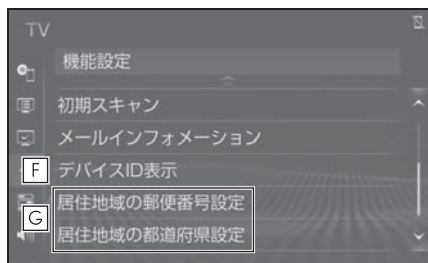 TV
機能設定
初期スキャン
メールインフォメーション
F デバイスID表示
居住地域の郵便番号設定
G
居住地域の都道府県設定